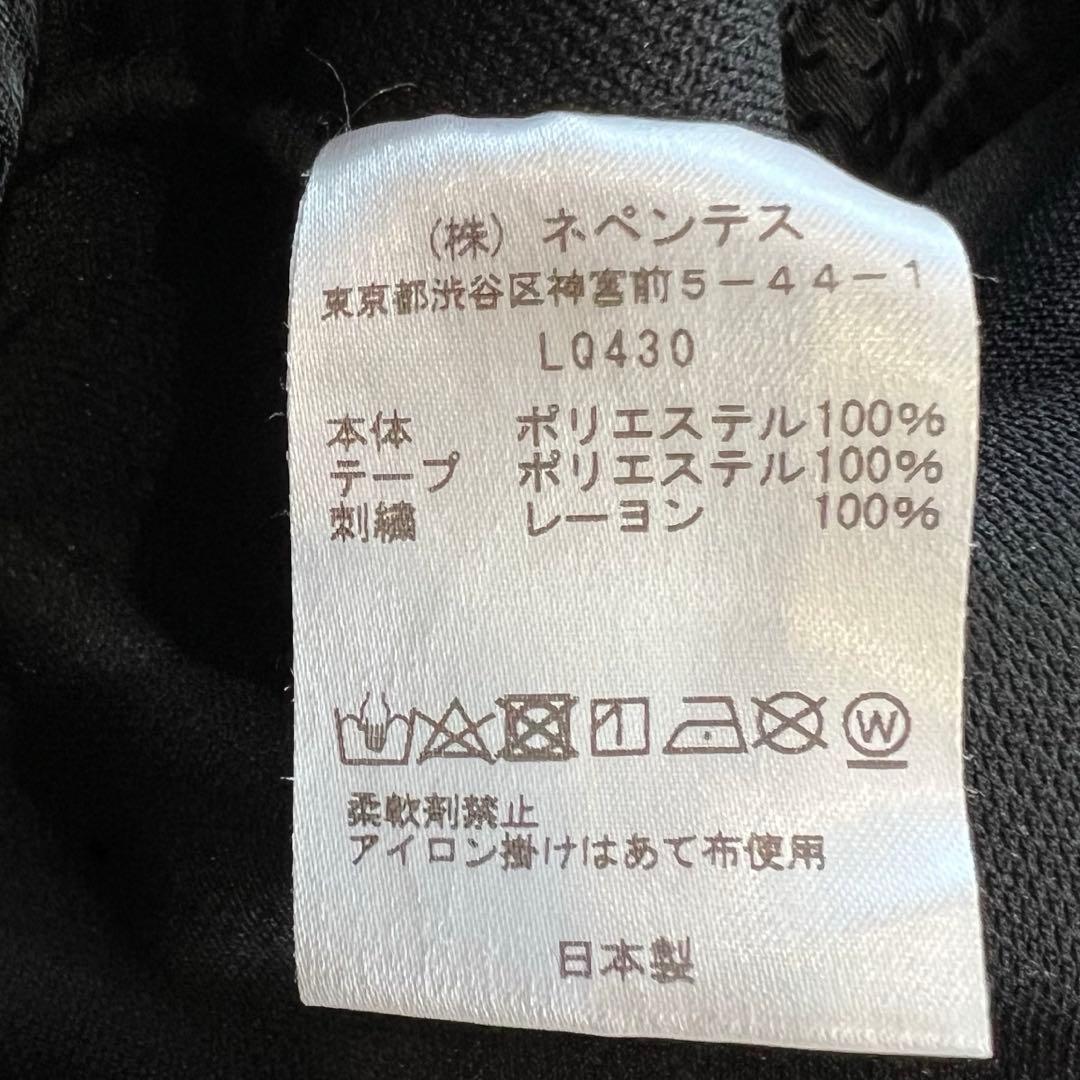 (株) ネペンテス
東京都渋谷区神宮前5-44-1
LQ430
本体 ポリエステル100%
テープ ポリエステル100%
刺繍 レーヨン 100%
W
柔軟剤禁止
アイロン掛けはあて布使用
日本製